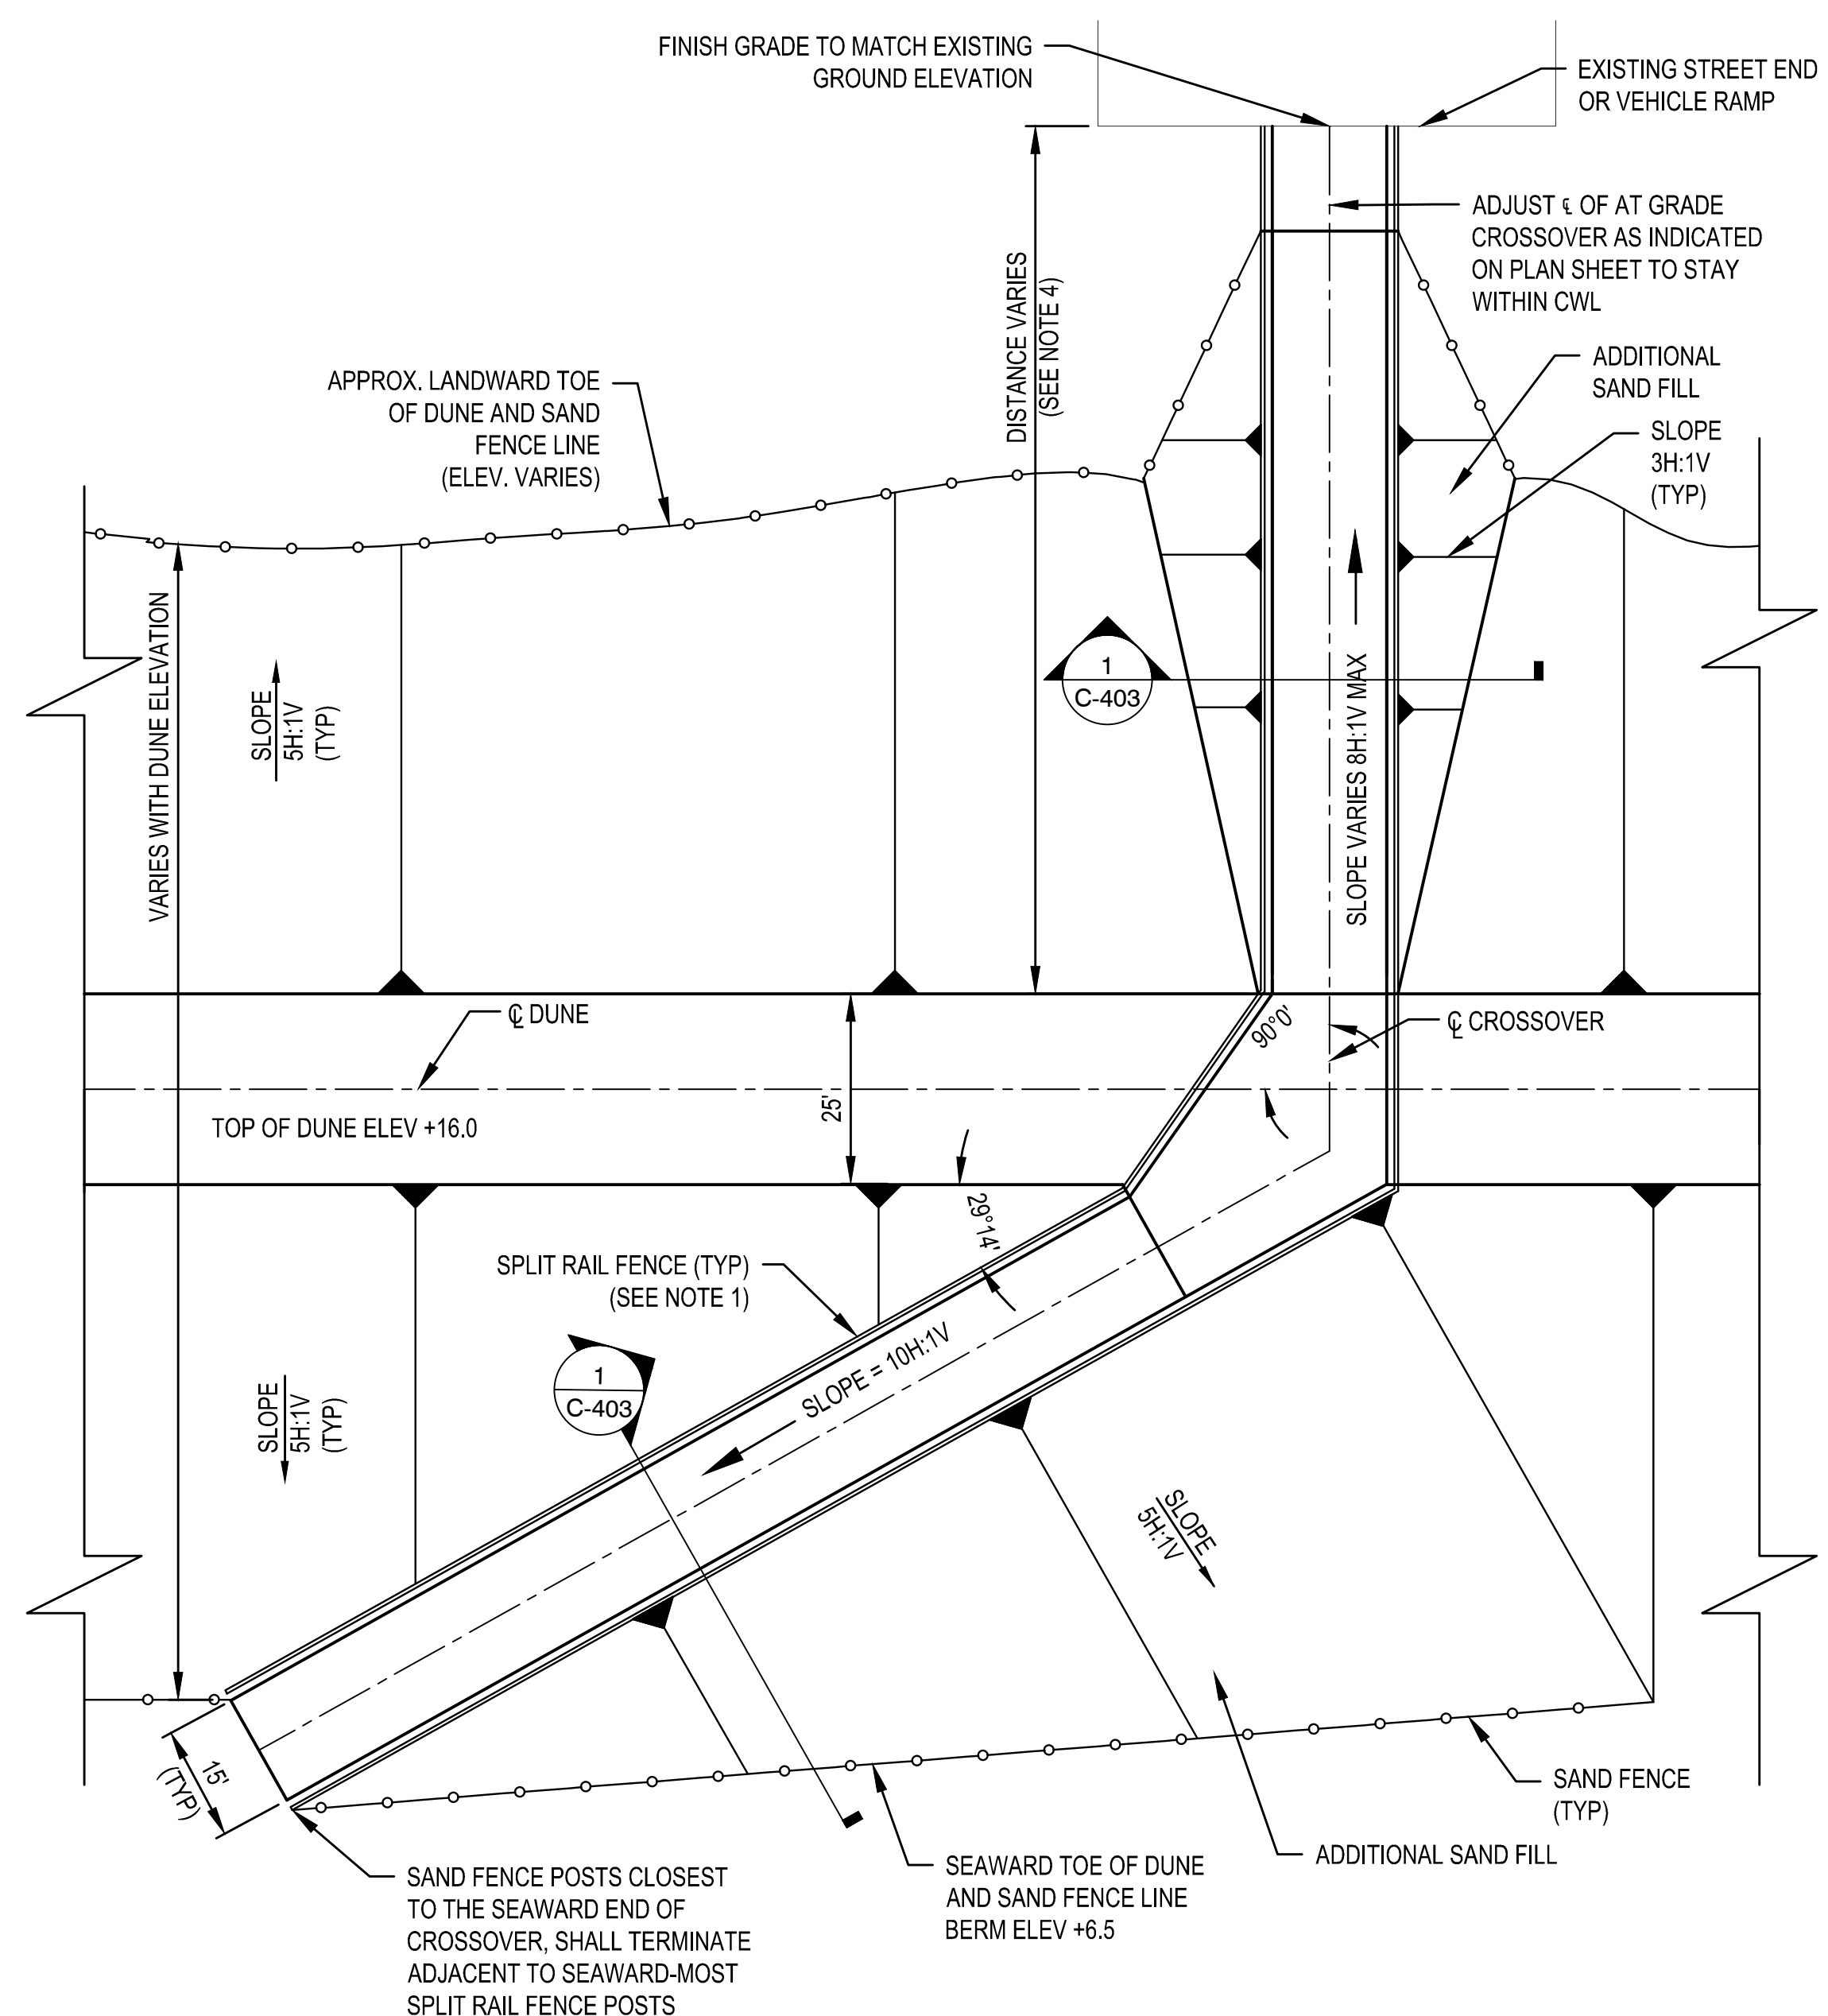 FINISH GRADE TO MATCH EXISTING
GROUND ELEVATION
EXISTING STREET END
OR VEHICLE RAMP
ADJUST ℄ OF AT GRADE
CROSSOVER AS INDICATED
ON PLAN SHEET TO STAY
WITHIN CWL
DISTANCE VARIES
(SEE NOTE 4)
ADDITIONAL
SAND FILL
APPROX. LANDWARD TOE
OF DUNE AND SAND
FENCE LINE
(ELEV. VARIES)
SLOPE
3H:1V
(TYP)
VARIES WITH DUNE ELEVATION
SLOPE
5H:1V
(TYP)
1
C-403
SLOPE VARIES 8H:1V MAX
℄ DUNE
90°0'
℄ CROSSOVER
25'
TOP OF DUNE ELEV +16.0
29°14'
SPLIT RAIL FENCE (TYP)
(SEE NOTE 1)
SLOPE = 10H:1V
1
C-403
SLOPE
5H:1V
(TYP)
SLOPE
5H:1V
15'
(TYP)
SAND FENCE
(TYP)
ADDITIONAL SAND FILL
SEAWARD TOE OF DUNE
AND SAND FENCE LINE
BERM ELEV +6.5
SAND FENCE POSTS CLOSEST
TO THE SEAWARD END OF
CROSSOVER, SHALL TERMINATE
ADJACENT TO SEAWARD-MOST
SPLIT RAIL FENCE POSTS